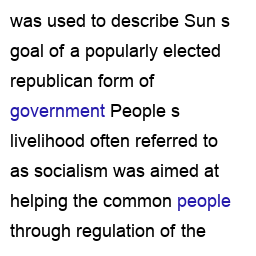 was used to describe Sun s
goal of a popularly elected
republican form of
government People s
livelihood often referred to
as socialism was aimed at
helping the common people
through regulation of the